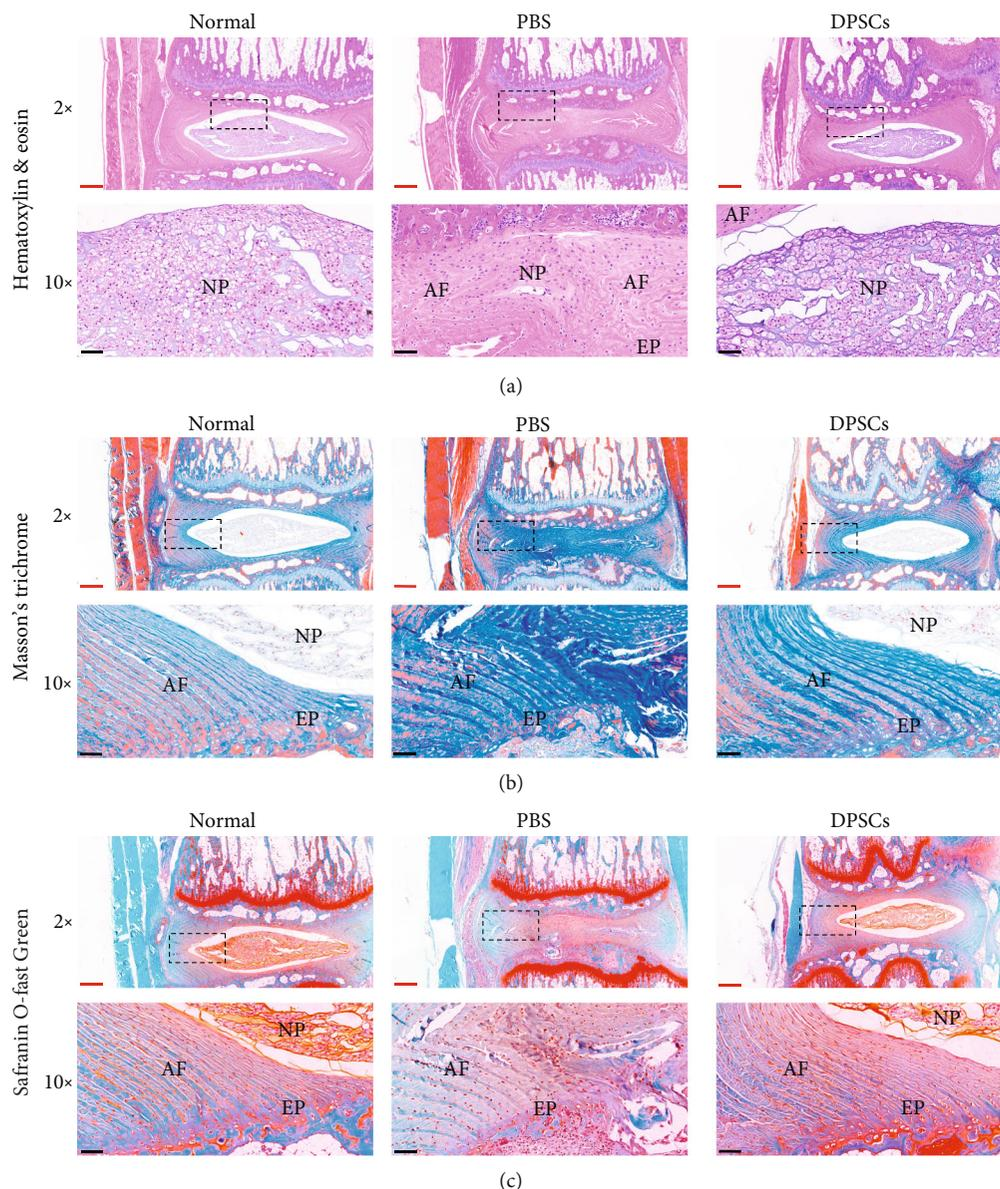 Normal PBS DPSCs
Hematoxylin & eosin
2×
10×
NP
AF
NP
AF
EP
AF
NP
(a)
Normal PBS DPSCs
Masson's trichrome
2×
10×
NP
AF
EP
AF
EP
NP
AF
EP
(b)
Normal PBS DPSCs
Safranin O-fast Green
2×
10×
NP
AF
EP
AF
EP
NP
AF
EP
(c)